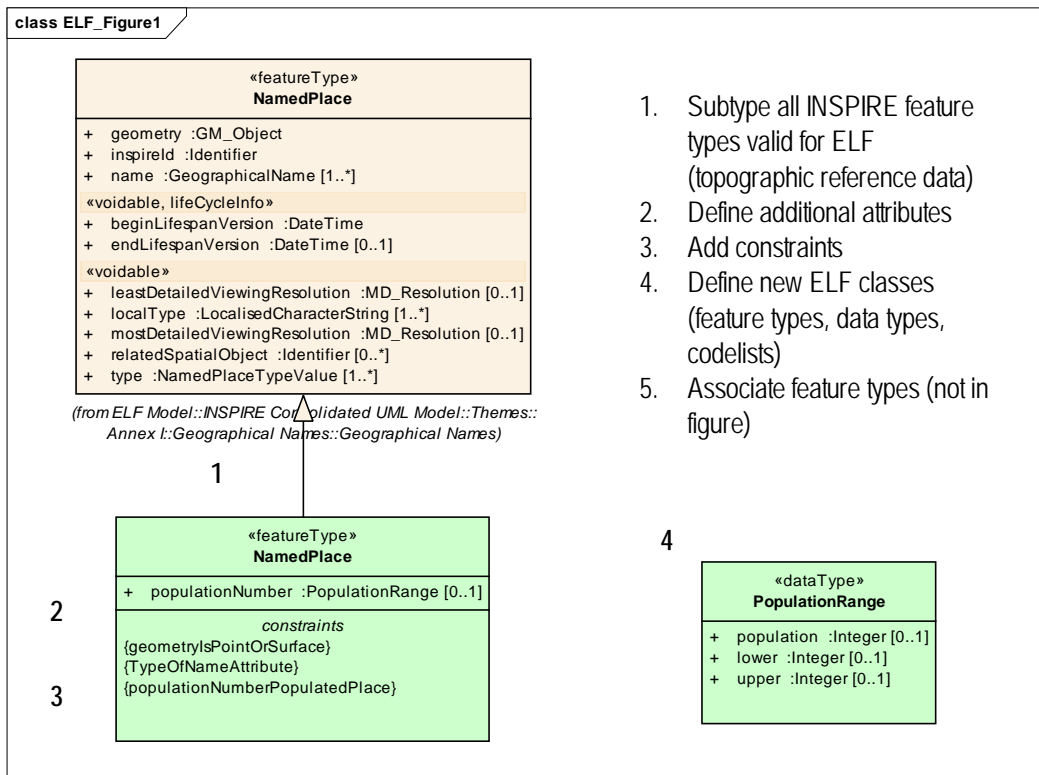 class ELF_Figure1
«featureType»
NamedPlace
+ geometry :GM_Object
+ inspireId :Identifier
+ name :GeographicalName [1..*]
«voidable, lifeCycleInfo»
+ beginLifespanVersion :DateTime
+ endLifespanVersion :DateTime [0..1]
«voidable»
+ leastDetailedViewingResolution :MD_Resolution [0..1]
+ localType :LocalisedCharacterString [1..*]
+ mostDetailedViewingResolution :MD_Resolution [0..1]
+ relatedSpatialObject :Identifier [0..*]
+ type :NamedPlaceTypeValue [1..*]
(from ELF Model::INSPIRE Consolidated UML Model::Themes::
Annex I::Geographical Names::Geographical Names)
1
«featureType»
NamedPlace
+ populationNumber :PopulationRange [0..1]
2
constraints
{geometryIsPointOrSurface}
{TypeOfNameAttribute}
{populationNumberPopulatedPlace}
3
1. Subtype all INSPIRE feature
types valid for ELF
(topographic reference data)
2. Define additional attributes
3. Add constraints
4. Define new ELF classes
(feature types, data types,
codelists)
5. Associate feature types (not in
figure)
4
«dataType»
PopulationRange
+ population :Integer [0..1]
+ lower :Integer [0..1]
+ upper :Integer [0..1]